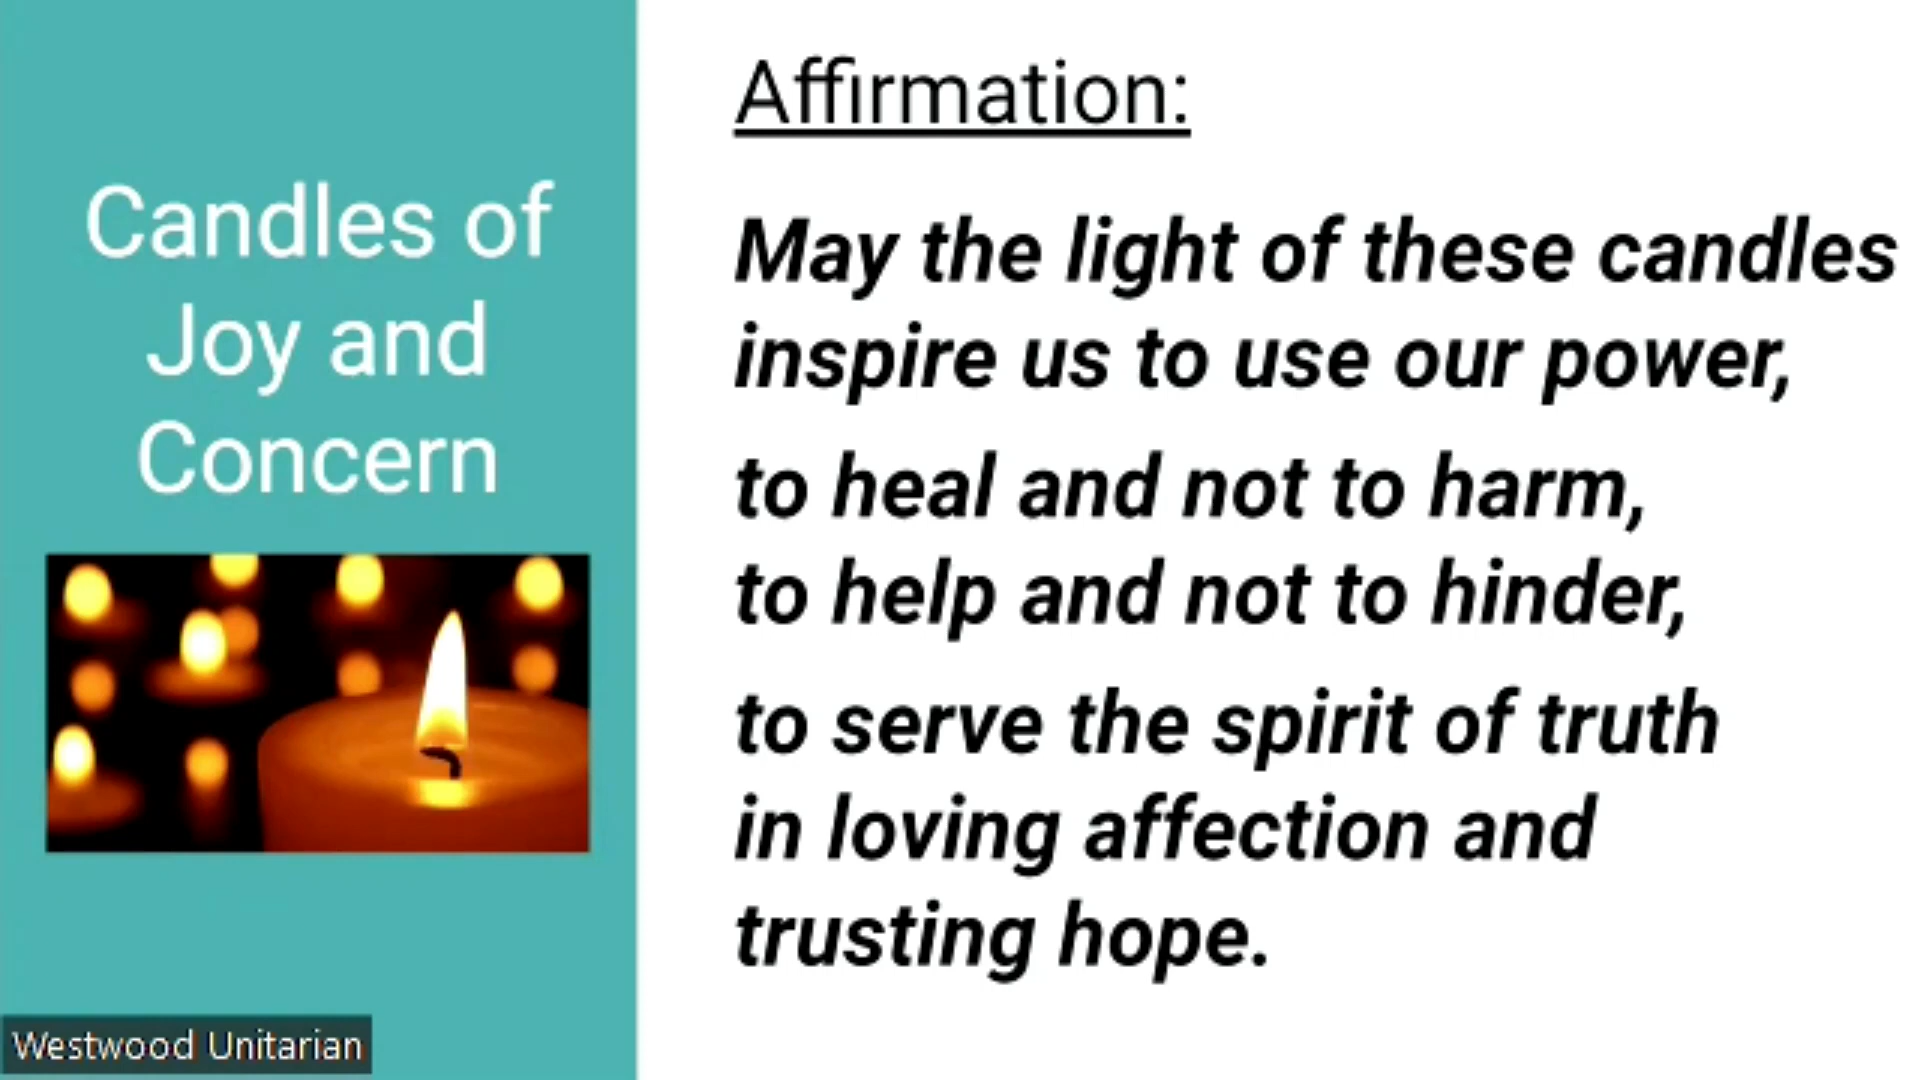 Candles of
Joy and
Concern
Westwood Unitarian
Affirmation:
May the light of these candles
inspire us to use our power,
to heal and not to harm,
to help and not to hinder,
to serve the spirit of truth
in loving affection and
trusting hope.